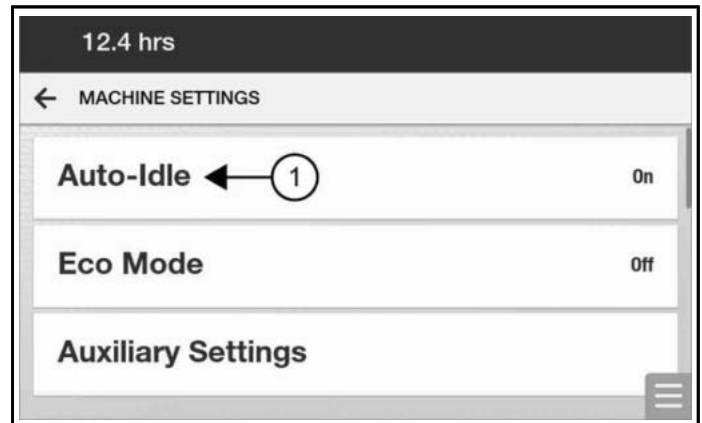 12.4 hrs
← MACHINE SETTINGS
Auto-Idle 1 On
Eco Mode Off
Auxiliary Settings